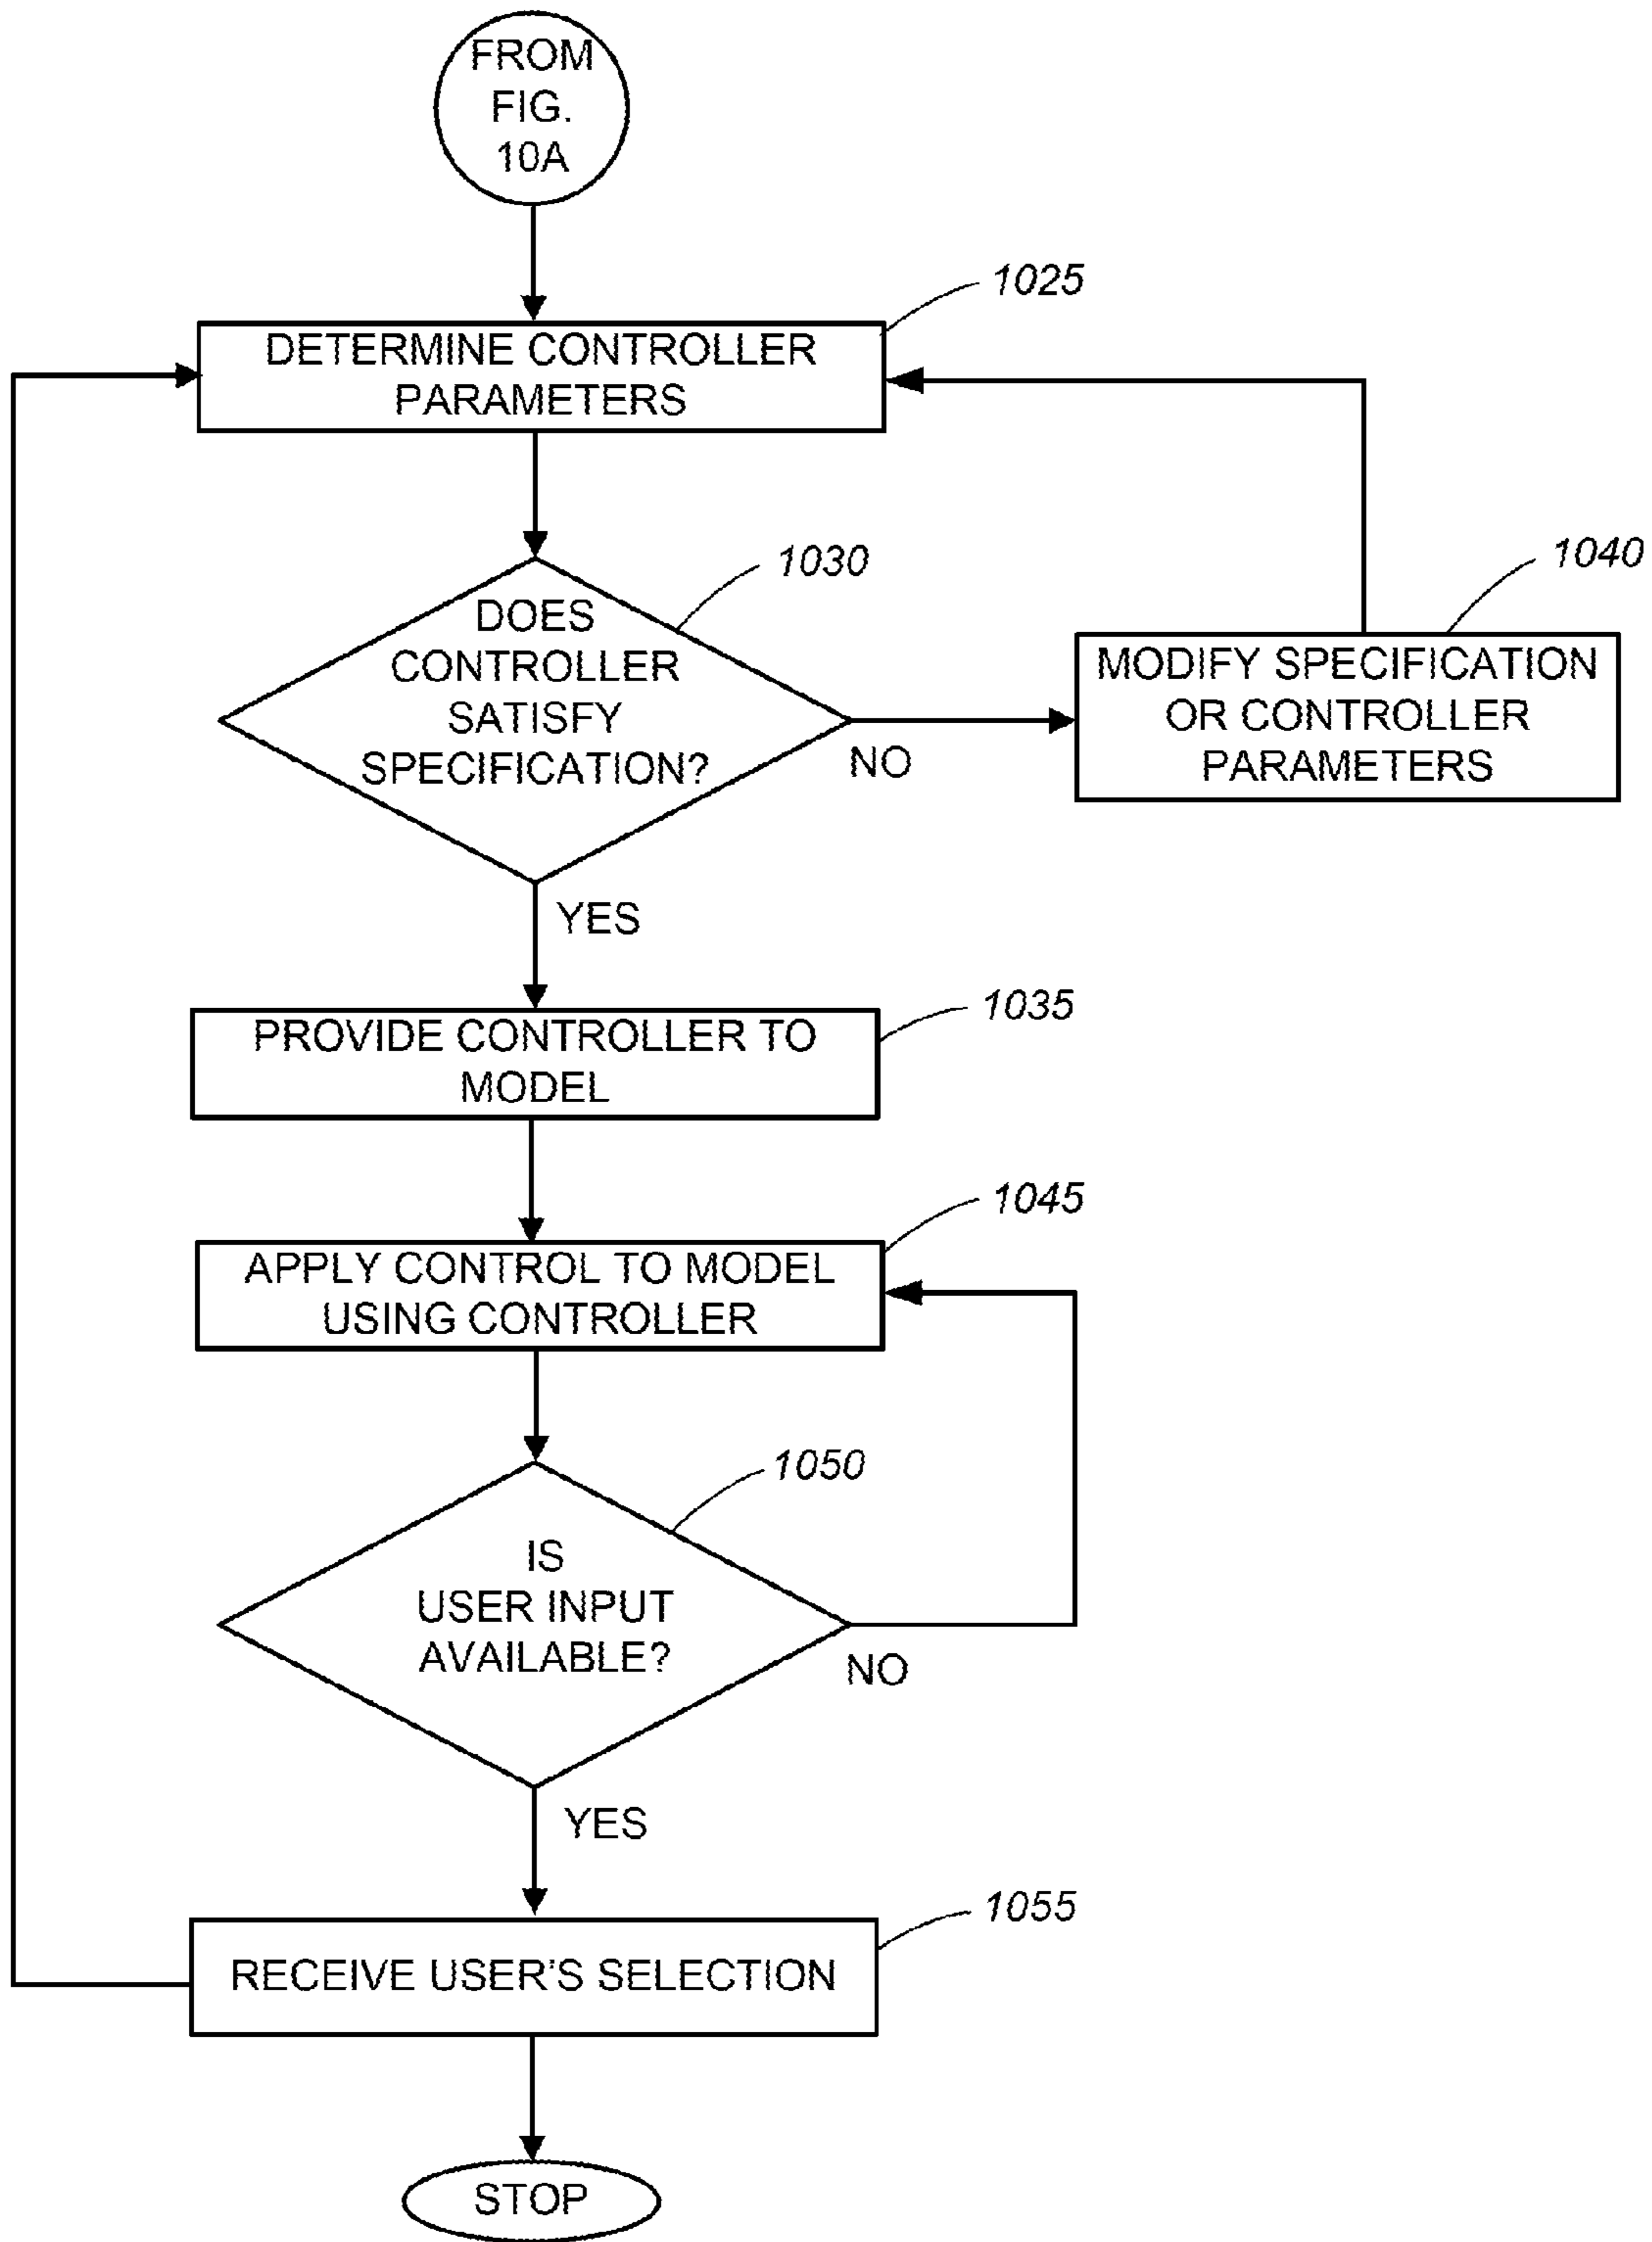 FROM
FIG.
10A
1025
DETERMINE CONTROLLER
PARAMETERS
1030
DOES
CONTROLLER
SATISFY
SPECIFICATION?
NO
1040
MODIFY SPECIFICATION
OR CONTROLLER
PARAMETERS
YES
1035
PROVIDE CONTROLLER TO
MODEL
1045
APPLY CONTROL TO MODEL
USING CONTROLLER
1050
IS
USER INPUT
AVAILABLE?
NO
YES
1055
RECEIVE USER'S SELECTION
STOP